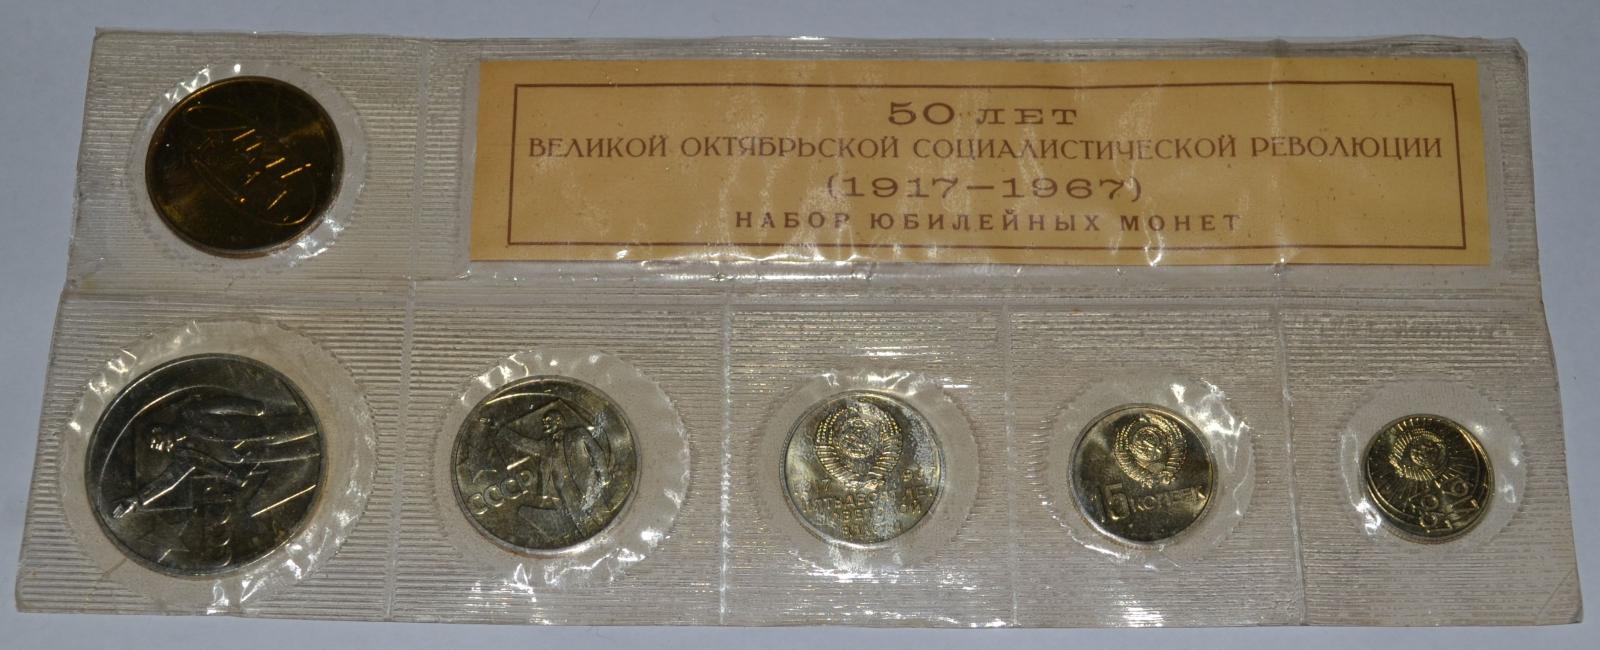 50 ЛЕТ
ВЕЛИКОЙ ОКТЯБРЬСКОЙ СОЦИАЛИСТИЧЕСКОЙ РЕВОЛЮЦИИ
(1917–1967)
НАБОР ЮБИЛЕЙНЫХ МОНЕТ
СССР
15 КОПЕЕК